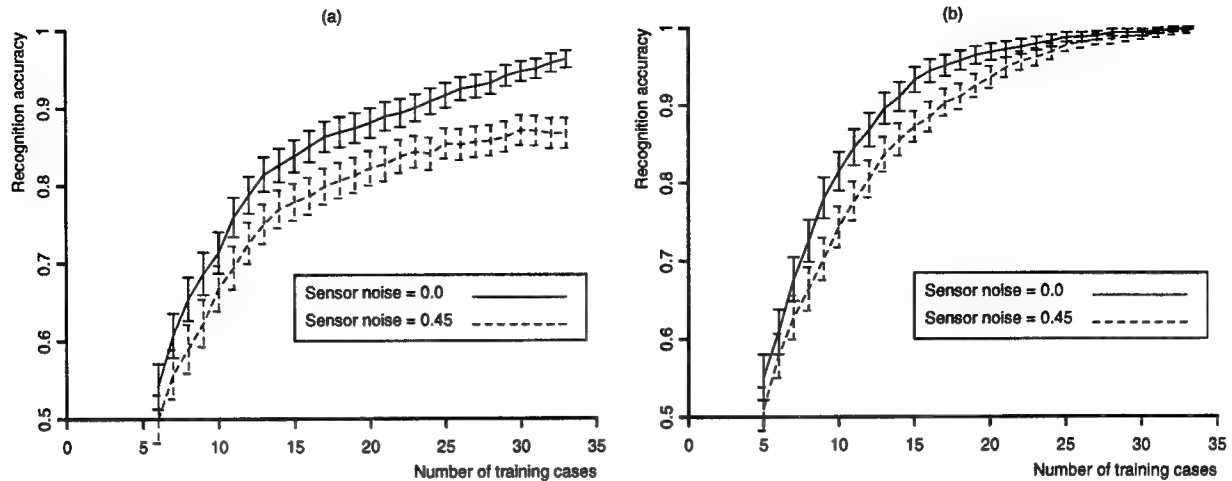 (a)
Recognition accuracy
1
0.9
0.8
0.7
0.6
0.5
Sensor noise = 0.0
Sensor noise = 0.45
0 5 10 15 20 25 30 35
Number of training cases
(b)
Recognition accuracy
1
0.9
0.8
0.7
0.6
0.5
Sensor noise = 0.0
Sensor noise = 0.45
0 5 10 15 20 25 30 35
Number of training cases